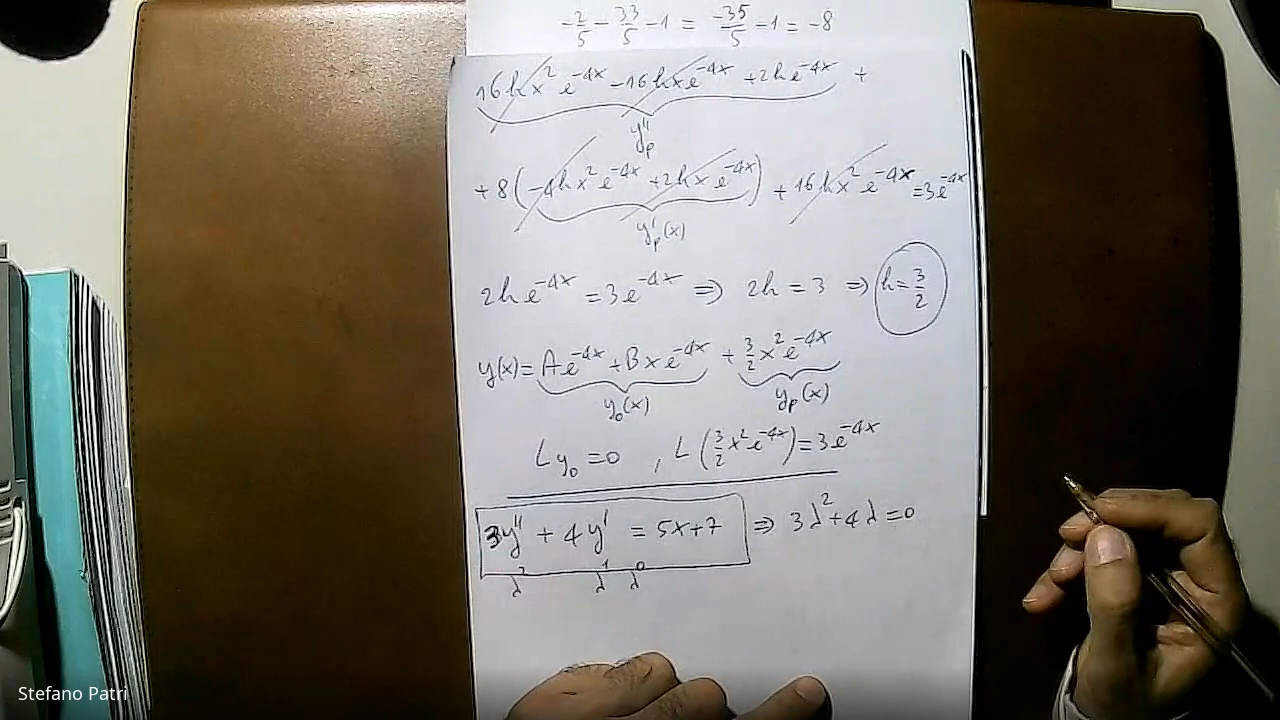 -2/5 - 33/5 - 1 = -35/5 - 1 = -8
16hx²e^{-4x} - 16hxe^{-4x} + 2he^{-4x} +
y''_p
+ 8(-4hx²e^{-4x} + 2hxe^{-4x}) + 16hx²e^{-4x} = 3e^{-4x}
y'_p(x)
2he^{-4x} = 3e^{-4x} ⇒ 2h = 3 ⇒ h = 3/2
y(x) = Ae^{-4x} + Bxe^{-4x} + 3/2 x²e^{-4x}
y_0(x) y_p(x)
Ly_0 = 0 , L(3/2 x²e^{-4x}) = 3e^{-4x}
3y'' + 4y' = 5x+7 ⇒ 3λ² + 4λ = 0
λ² λ¹ λ⁰
Stefano Patri